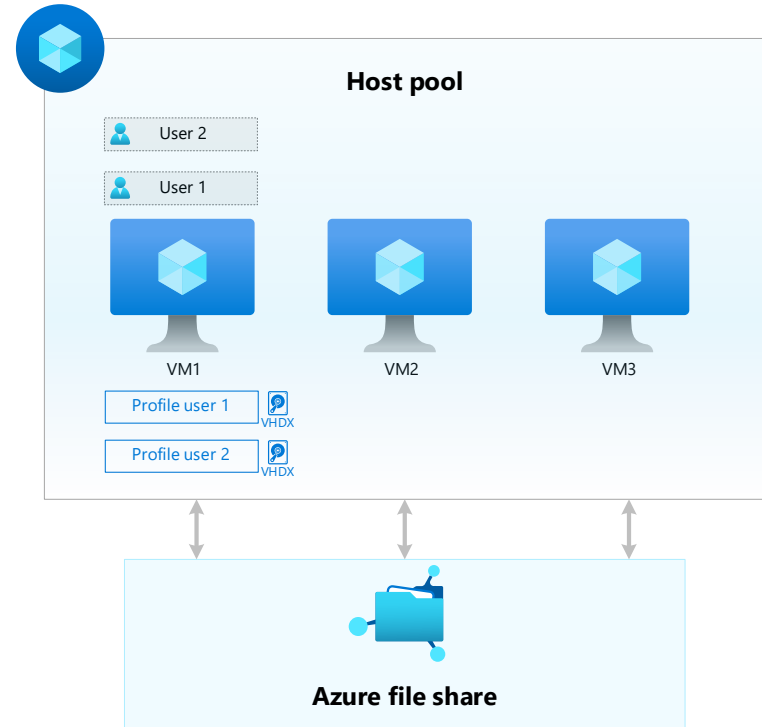 Host pool
User 2
User 1
VM1
VM2
VM3
Profile user 1
VHDX
Profile user 2
VHDX
Azure file share